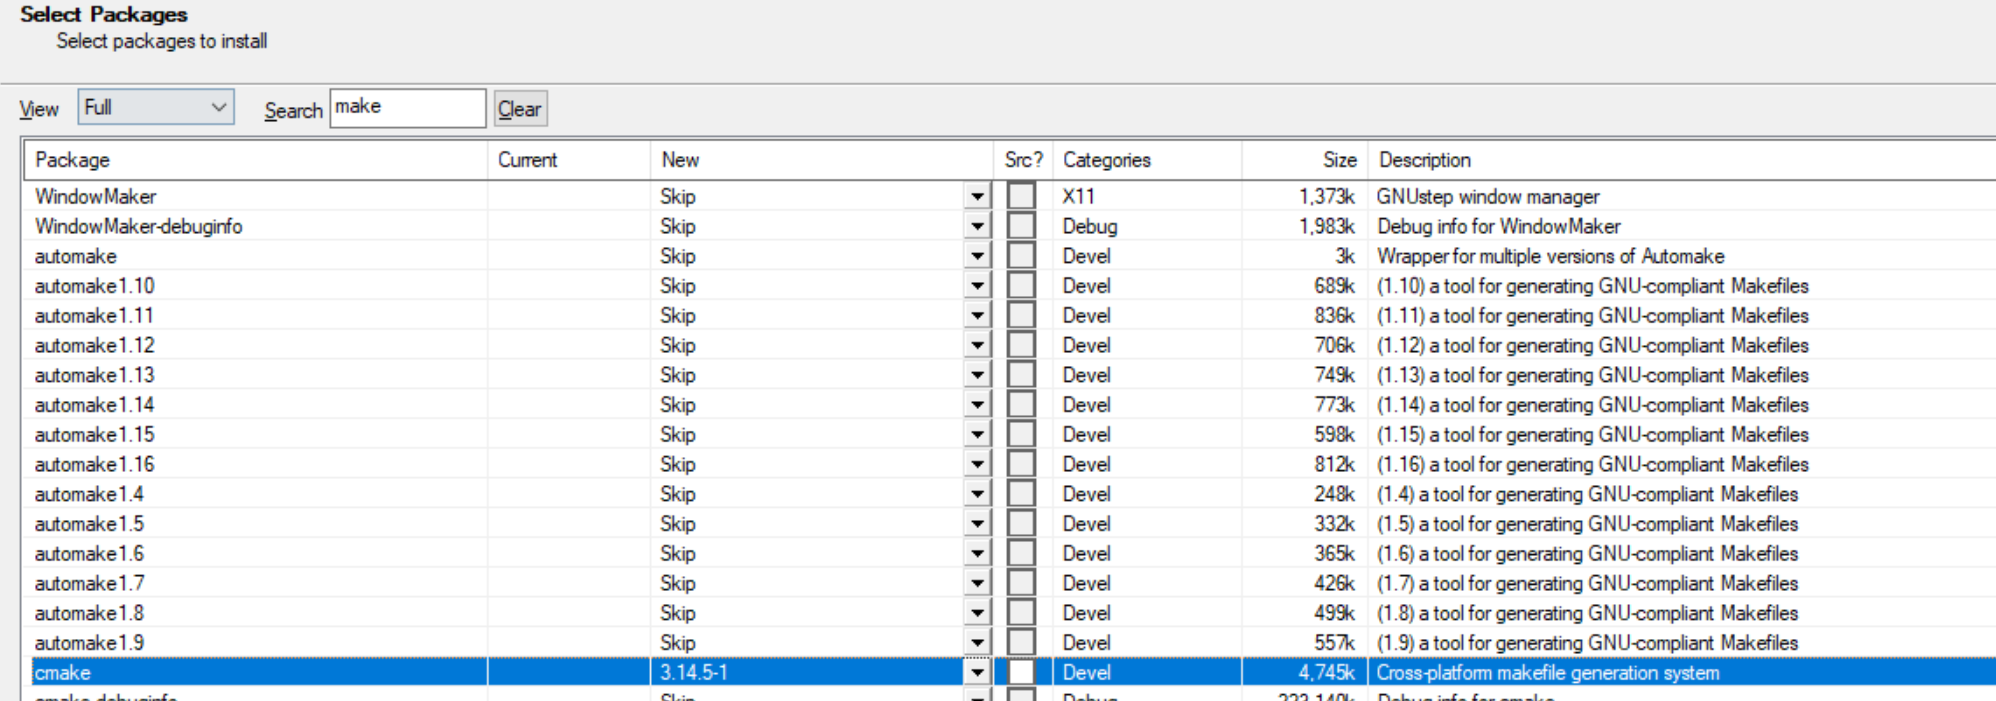 Select Packages
Select packages to install
View Full Search make Clear
Package Current New Src? Categories Size Description
WindowMaker Skip X11 1,373k GNUstep window manager
WindowMaker-debuginfo Skip Debug 1,983k Debug info for WindowMaker
automake Skip Devel 3k Wrapper for multiple versions of Automake
automake1.10 Skip Devel 689k (1.10) a tool for generating GNU-compliant Makefiles
automake1.11 Skip Devel 836k (1.11) a tool for generating GNU-compliant Makefiles
automake1.12 Skip Devel 706k (1.12) a tool for generating GNU-compliant Makefiles
automake1.13 Skip Devel 749k (1.13) a tool for generating GNU-compliant Makefiles
automake1.14 Skip Devel 773k (1.14) a tool for generating GNU-compliant Makefiles
automake1.15 Skip Devel 598k (1.15) a tool for generating GNU-compliant Makefiles
automake1.16 Skip Devel 812k (1.16) a tool for generating GNU-compliant Makefiles
automake1.4 Skip Devel 248k (1.4) a tool for generating GNU-compliant Makefiles
automake1.5 Skip Devel 332k (1.5) a tool for generating GNU-compliant Makefiles
automake1.6 Skip Devel 365k (1.6) a tool for generating GNU-compliant Makefiles
automake1.7 Skip Devel 426k (1.7) a tool for generating GNU-compliant Makefiles
automake1.8 Skip Devel 499k (1.8) a tool for generating GNU-compliant Makefiles
automake1.9 Skip Devel 557k (1.9) a tool for generating GNU-compliant Makefiles
cmake 3.14.5-1 Devel 4,745k Cross-platform makefile generation system
cmake-debuginfo Skip Debug Debug info for cmake